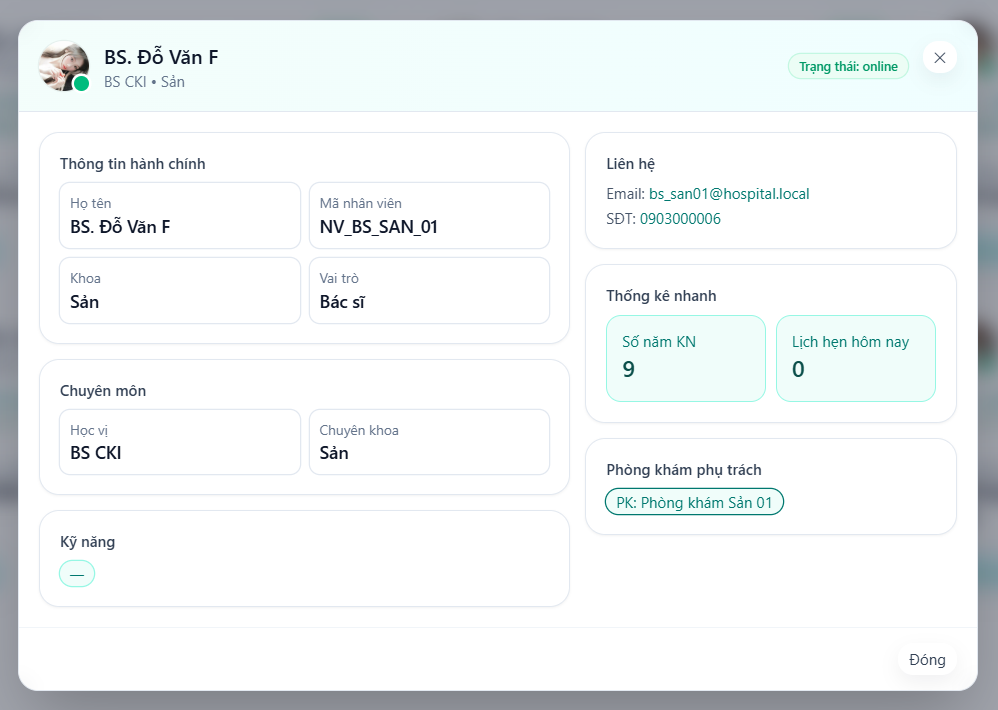 BS. Đỗ Văn F
BS CKI • Sản
Trạng thái: online
Thông tin hành chính
Họ tên
BS. Đỗ Văn F
Mã nhân viên
NV_BS_SAN_01
Khoa
Sản
Vai trò
Bác sĩ
Chuyên môn
Học vị
BS CKI
Chuyên khoa
Sản
Kỹ năng
—
Liên hệ
Email: bs_san01@hospital.local
SĐT: 0903000006
Thống kê nhanh
Số năm KN
9
Lịch hẹn hôm nay
0
Phòng khám phụ trách
PK: Phòng khám Sản 01
Đóng